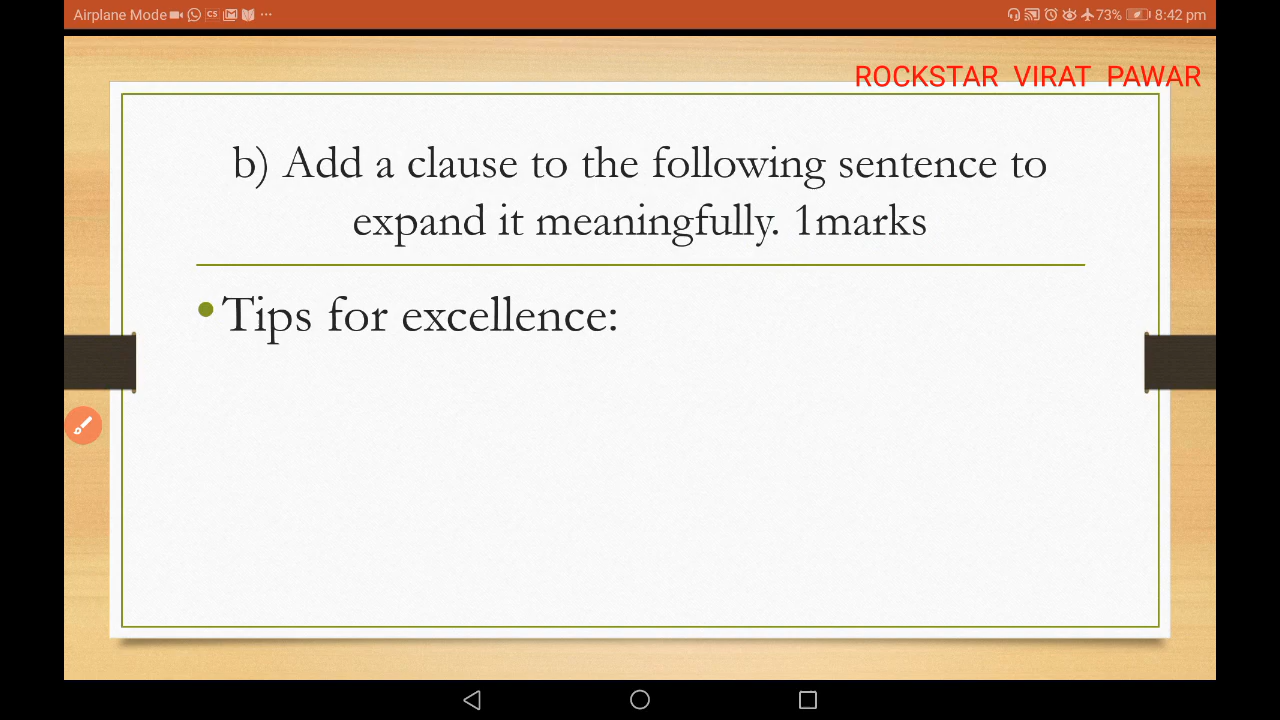 Airplane Mode CS ... 73% 8:42 pm
ROCKSTAR VIRAT PAWAR
b) Add a clause to the following sentence to
expand it meaningfully. 1marks
• Tips for excellence: